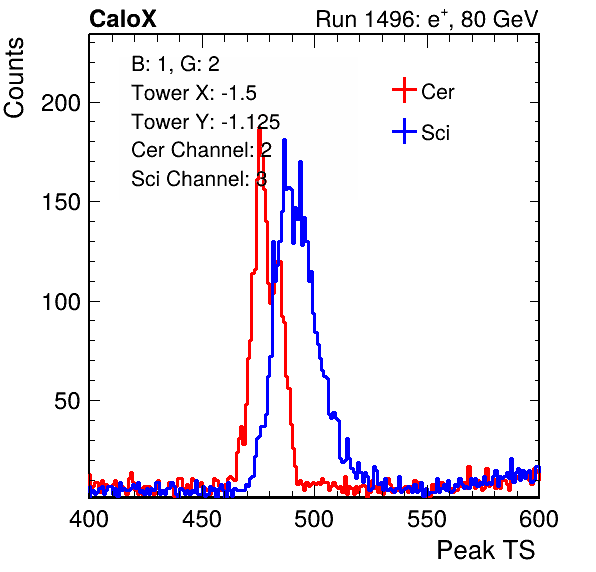 CaloX Run 1496: e+, 80 GeV
Counts
B: 1, G: 2
Tower X: -1.5
Tower Y: -1.125
Cer Channel: 2
Sci Channel: 3
Cer
Sci
200
150
100
50
400 450 500 550 600
Peak TS